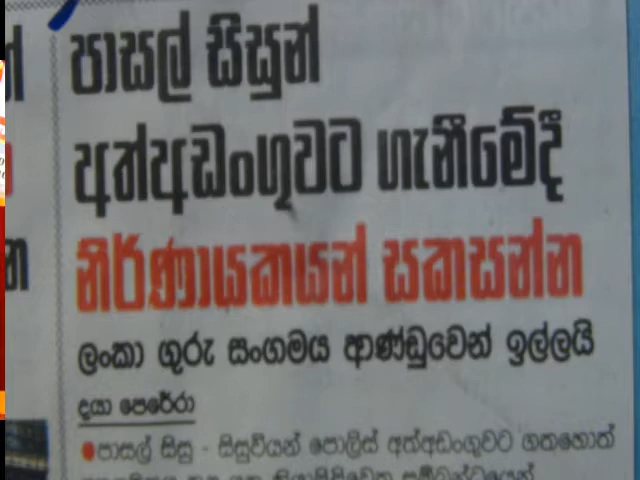 පාසල් සිසුන්
අත්අඩංගුවට ගැනීමේදී
නිර්ණායකයන් සකසන්න
ලංකා ගුරු සංගමය ආණ්ඩුවෙන් ඉල්ලයි
දයා පෙරේරා
පාසල් සිසු - සිසුවියන් පොලිස් අත්අඩංගුවට ගතහොත්